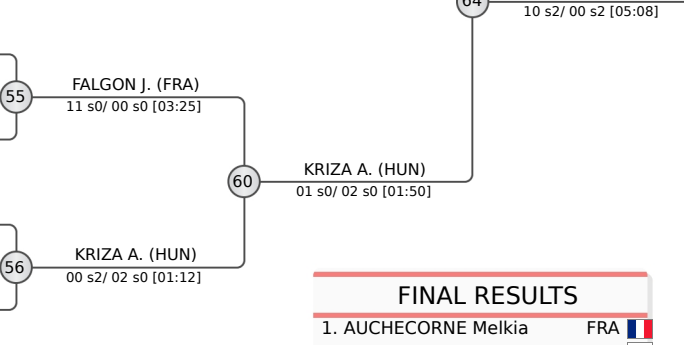 64
10 s2/ 00 s2 [05:08]
55
FALGON J. (FRA)
11 s0/ 00 s0 [03:25]
60
KRIZA A. (HUN)
01 s0/ 02 s0 [01:50]
56
KRIZA A. (HUN)
00 s2/ 02 s0 [01:12]
FINAL RESULTS
1. AUCHECORNE Melkia FRA